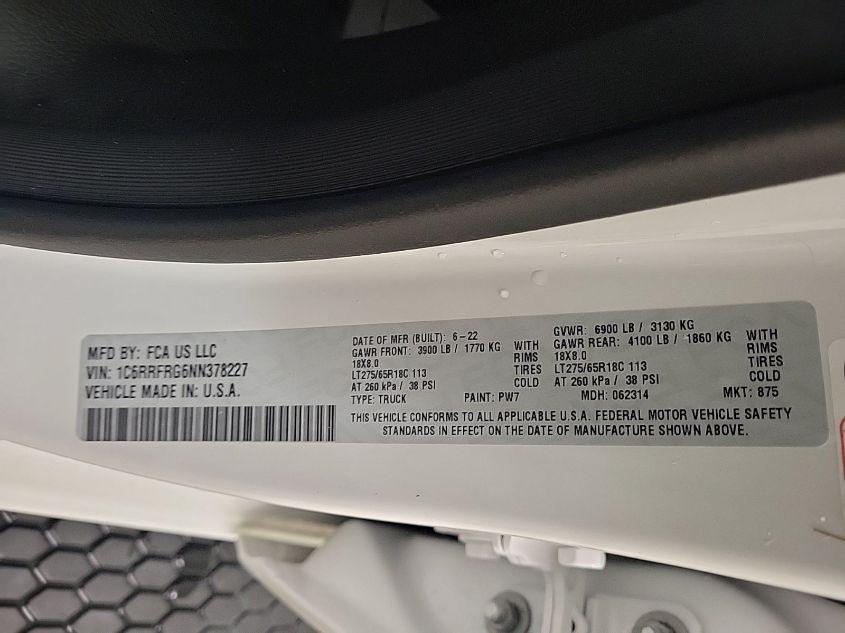 MFD BY: FCA US LLC
VIN: 1C6RRFRG6NN378227
VEHICLE MADE IN: U.S.A.
DATE OF MFR (BUILT): 6-22
GAWR FRONT: 3900 LB / 1770 KG WITH
18X8.0 RIMS
LT275/65R18C 113 TIRES
AT 260 kPa / 38 PSI COLD
TYPE: TRUCK PAINT: PW7
GVWR: 6900 LB / 3130 KG
GAWR REAR: 4100 LB / 1860 KG WITH
18X8.0 RIMS
LT275/65R18C 113 TIRES
AT 260 kPa / 38 PSI COLD
MDH: 062314 MKT: 875
THIS VEHICLE CONFORMS TO ALL APPLICABLE U.S.A. FEDERAL MOTOR VEHICLE SAFETY
STANDARDS IN EFFECT ON THE DATE OF MANUFACTURE SHOWN ABOVE.